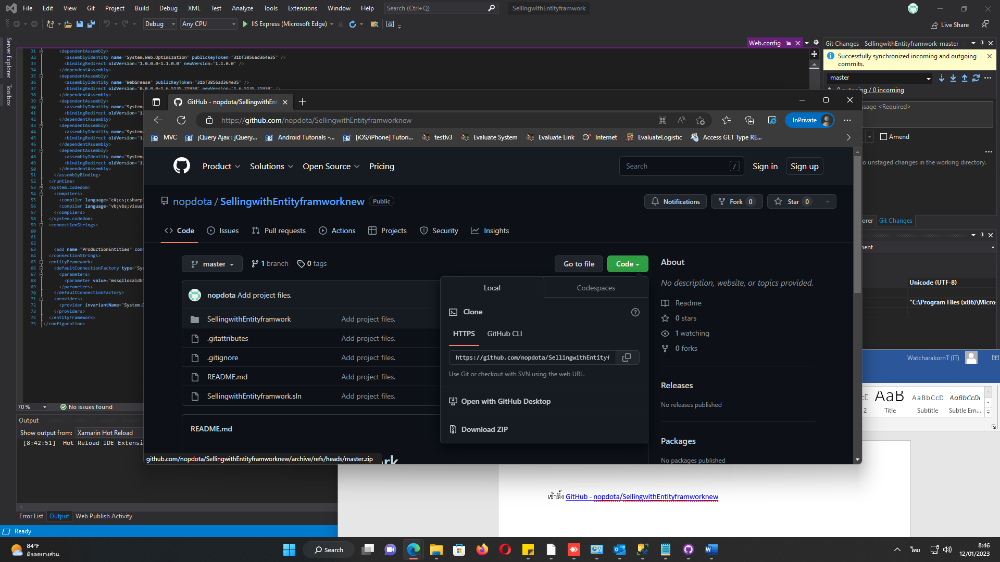 File Edit View Git Project Build Debug XML Test Analyze Tools Extensions Window Help Search (Ctrl+Q) SellingwithEntityframwork
Debug Any CPU IIS Express (Microsoft Edge) Live Share
Server Explorer
Toolbox
Web.config
31 <dependentAssembly>
32 <assemblyIdentity name="System.Web.Optimization" publicKeyToken="31bf3856ad364e35" />
33 <bindingRedirect oldVersion="1.0.0.0-1.1.0.0" newVersion="1.1.0.0" />
34 </dependentAssembly>
35 <dependentAssembly>
36 <assemblyIdentity name="WebGrease" publicKeyToken="31bf3856ad364e35" />
37 <bindingRedirect oldVersion="0.0.0.0-1.6.5135.21930" newVersion="1.6.5135.21930" />
38 </dependentAssembly>
39 <dependentAssembly>
40 <assemblyIdentity name="System.
41 <bindingRedirect oldVersion="1.
42 </dependentAssembly>
43 <dependentAssembly>
44 <assemblyIdentity name="System.
45 <bindingRedirect oldVersion="1.
46 </dependentAssembly>
47 <dependentAssembly>
48 <assemblyIdentity name="System.
49 <bindingRedirect oldVersion="1.
50 </dependentAssembly>
51 </assemblyBinding>
52 </runtime>
53 <system.codedom>
54 <compilers>
55 <compiler language="c#;cs;csharp"
56 <compiler language="vb;vbs;visual
57 </compilers>
58 </system.codedom>
59 <connectionStrings>
60
61
62
63 <add name="ProductionEntities" conn
64 </connectionStrings>
65 <entityFramework>
66 <defaultConnectionFactory type="Sys
67 <parameters>
68 <parameter value="mssqllocaldb"
69 </parameters>
70 </defaultConnectionFactory>
71 <providers>
72 <provider invariantName="System.D
73 </providers>
74 </entityFramework>
75 </configuration>
70 % No issues found
Output
Show output from: Xamarin Hot Reload
[8:42:51] Hot Reload IDE Extensi
Error List Output Web Publish Activity
Ready
Git Changes - SellingwithEntityframwork-master
Successfully synchronized incoming and outgoing
commits.
master
0 outgoing / 0 incoming
ssage <Required>
Amend
o unstaged changes in the working directory.
orer Git Changes
ment
Unicode (UTF-8)
"C:\Program Files (x86)\Micros
GitHub - nopdota/SellingwithEnt
https://github.com/nopdota/SellingwithEntityframworknew
InPrivate
MVC jQuery Ajax : jQuery... Android Tutorials -... [iOS/iPhone] Tutori... testlv3 Evaluate System Evaluate Link Internet EvaluateLogistic Access GET Type RE...
Product Solutions Open Source Pricing Search / Sign in Sign up
nopdota / SellingwithEntityframworknew Public Notifications Fork 0 Star 0
Code Issues Pull requests Actions Projects Security Insights
master 1 branch 0 tags Go to file Code
nopdota Add project files.
SellingwithEntityframwork Add project files.
.gitattributes Add project files.
.gitignore Add project files.
README.md Add project files.
SellingwithEntityframwork.sln Add project files.
README.md
ork
github.com/nopdota/SellingwithEntityframworknew/archive/refs/heads/master.zip
Local Codespaces
Clone
HTTPS GitHub CLI
https://github.com/nopdota/SellingwithEntityf
Use Git or checkout with SVN using the web URL.
Open with GitHub Desktop
Download ZIP
About
No description, website, or topics provided.
Readme
0 stars
1 watching
0 forks
Releases
No releases published
Packages
No packages published
WatcharakornT (IT)
AaB AaBbCcD AaBbCcDc
2 Title Subtitle Subtle Em...
เข้าลิ้ง GitHub - nopdota/SellingwithEntityframworknew
84°F
มีแดดบางส่วน
Search
ไทย
8:46
12/01/2023